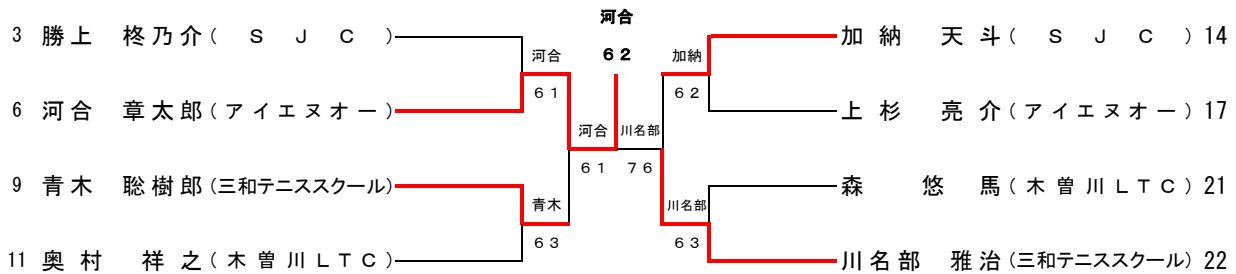 河合
3 勝上 柊乃介 ( S J C )
加納 天斗 ( S J C ) 14
河合
62
加納
61
62
6 河合 章太郎 (アイエヌオー)
上杉 亮介 (アイエヌオー) 17
河合
川名部
61
76
9 青木 聡樹郎 (三和テニススクール)
森 悠馬 (木曽川LTC) 21
青木
川名部
63
63
11 奥村 祥之 (木曽川LTC)
川名部 雅治 (三和テニススクール) 22